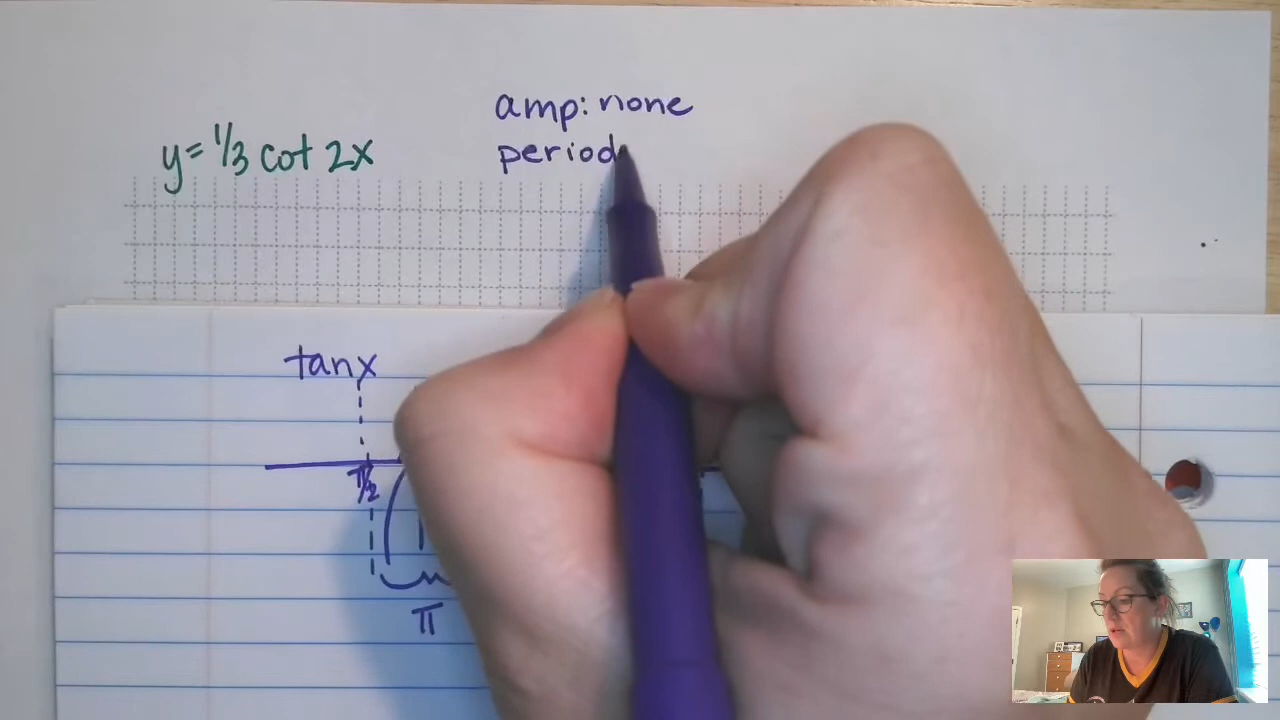 amp: none
y = 1/3 cot 2x
period
tan x
π/2
π